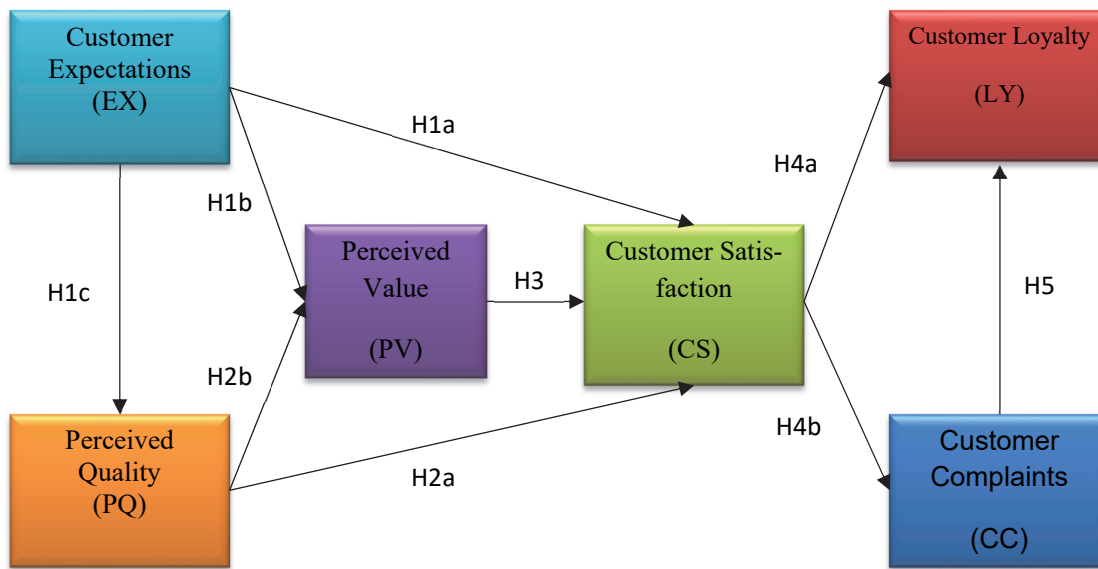 Customer
Expectations
(EX)
Customer Loyalty
(LY)
H1a
H4a
H1b
Perceived
Value
(PV)
H3
Customer Satis-
faction
(CS)
H1c
H5
H2b
H4b
H2a
Perceived
Quality
(PQ)
Customer
Complaints
(CC)